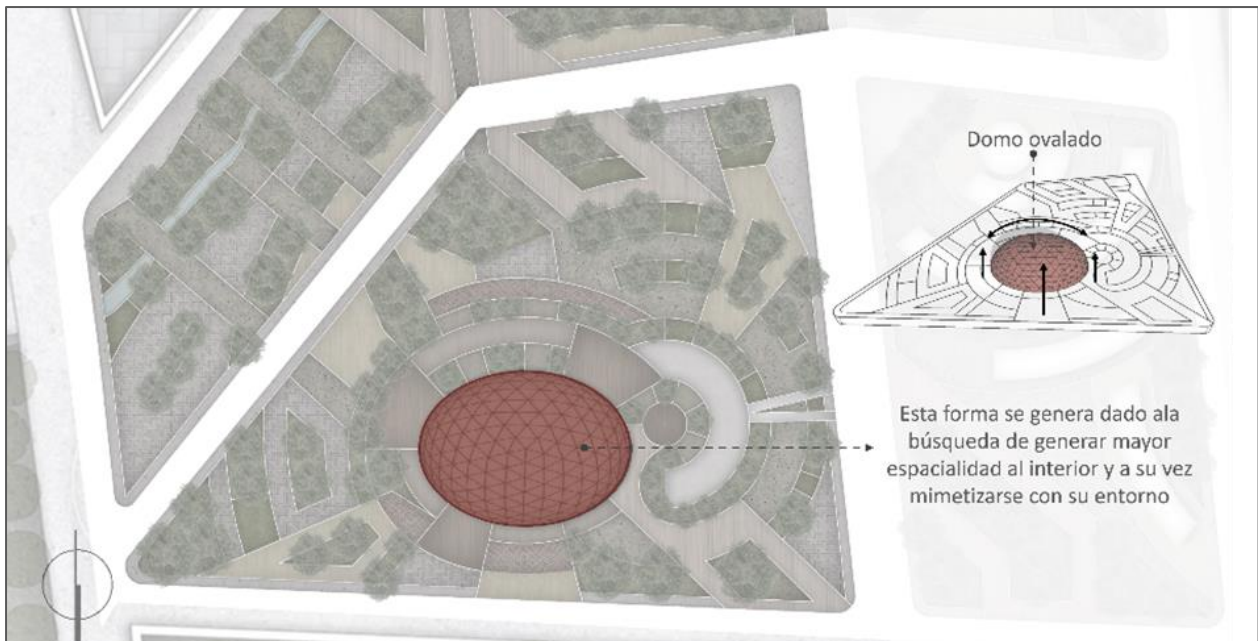 Domo ovalado
Esta forma se genera dado ala
búsqueda de generar mayor
espacialidad al interior y a su vez
mimetizarse con su entorno